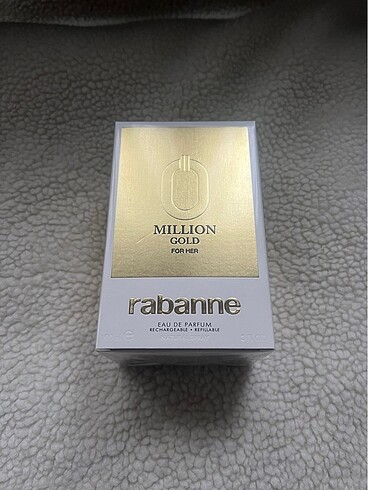 MILLION
GOLD
FOR HER
rabanne
EAU DE PARFUM
RECHARGEABLE • REFILLABLE